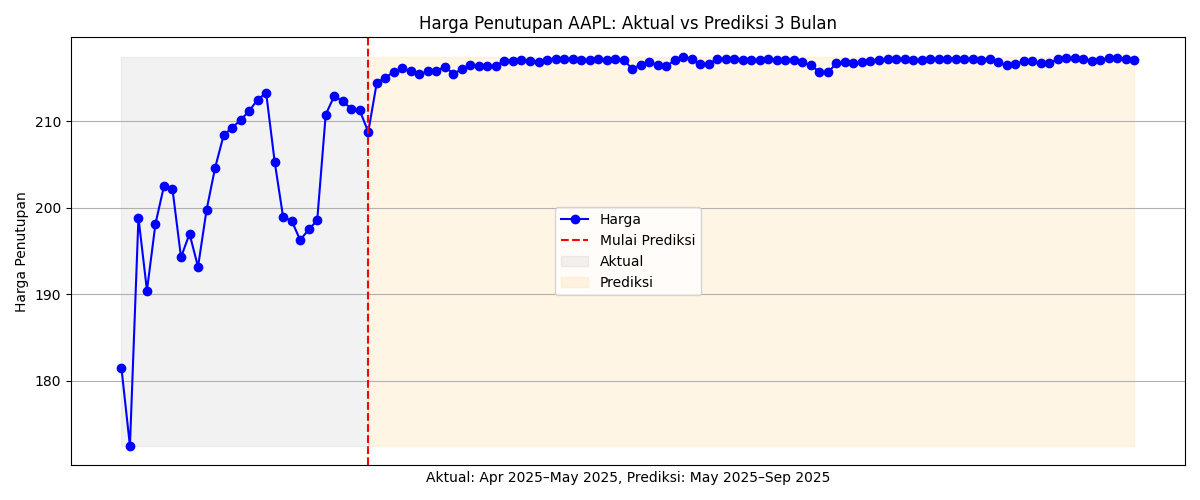 Harga Penutupan AAPL: Aktual vs Prediksi 3 Bulan
Harga Penutupan
210
200
190
180
Harga
Mulai Prediksi
Aktual
Prediksi
Aktual: Apr 2025–May 2025, Prediksi: May 2025–Sep 2025